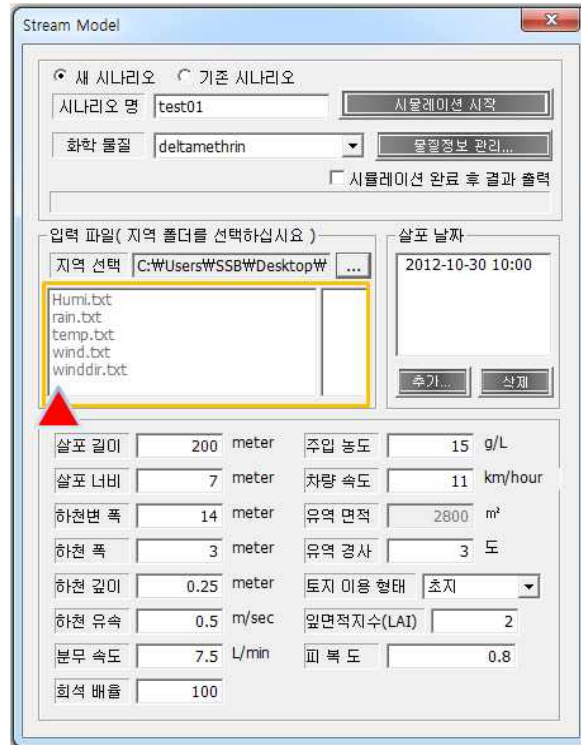 Stream Model
새 시나리오 기존 시나리오
시나리오 명 test01 시뮬레이션 시작
화학 물질 deltamethrin 물질정보 관리...
시뮬레이션 완료 후 결과 출력
입력 파일( 지역 폴더를 선택하십시요 ) 살포 날짜
지역 선택 C:₩Users₩SSB₩Desktop₩ ... 2012-10-30 10:00
Humi.txt
rain.txt
temp.txt
wind.txt
winddir.txt
추가... 삭제
살포 길이 200 meter 주입 농도 15 g/L
살포 너비 7 meter 차량 속도 11 km/hour
하천변 폭 14 meter 유역 면적 2800 m²
하천 폭 3 meter 유역 경사 3 도
하천 깊이 0.25 meter 토지 이용 형태 초지
하천 유속 0.5 m/sec 잎면적지수(LAI) 2
분무 속도 7.5 L/min 피 복 도 0.8
희석 배율 100